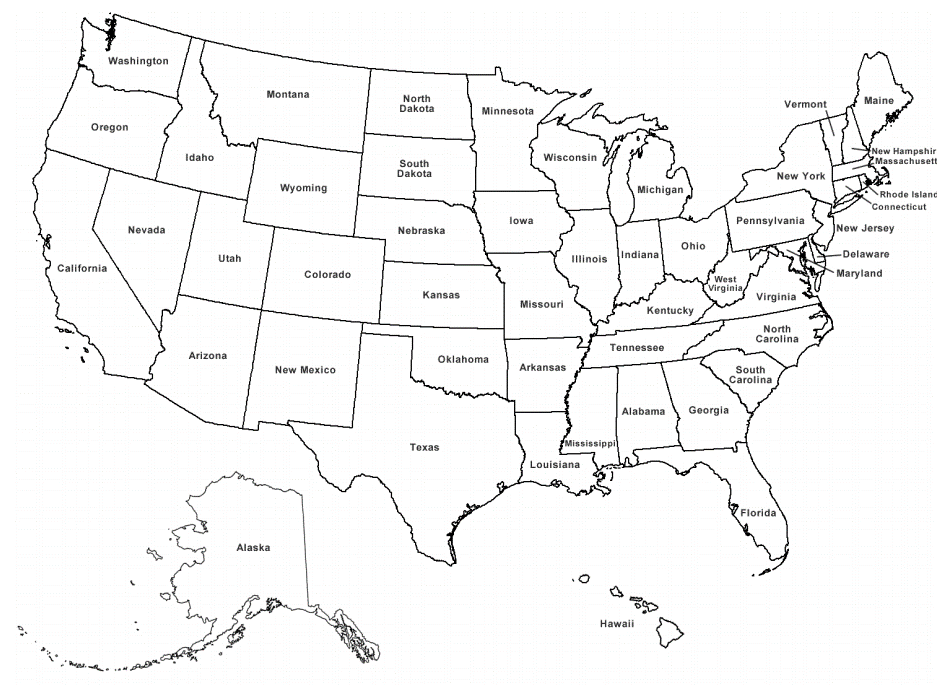 Washington
Montana
North
Dakota
Minnesota
Vermont
Maine
Oregon
Idaho
South
Dakota
Wisconsin
New Hampshir
Massachusett
Wyoming
Michigan
New York
Rhode Island
Connecticut
Nevada
Nebraska
Iowa
Pennsylvania
New Jersey
Utah
Colorado
Illinois
Indiana
Ohio
Delaware
California
Maryland
West
Virginia
Kansas
Missouri
Virginia
Kentucky
North
Carolina
Arizona
New Mexico
Oklahoma
Arkansas
Tennessee
South
Carolina
Alabama
Georgia
Texas
Mississippi
Louisiana
Florida
Alaska
Hawaii